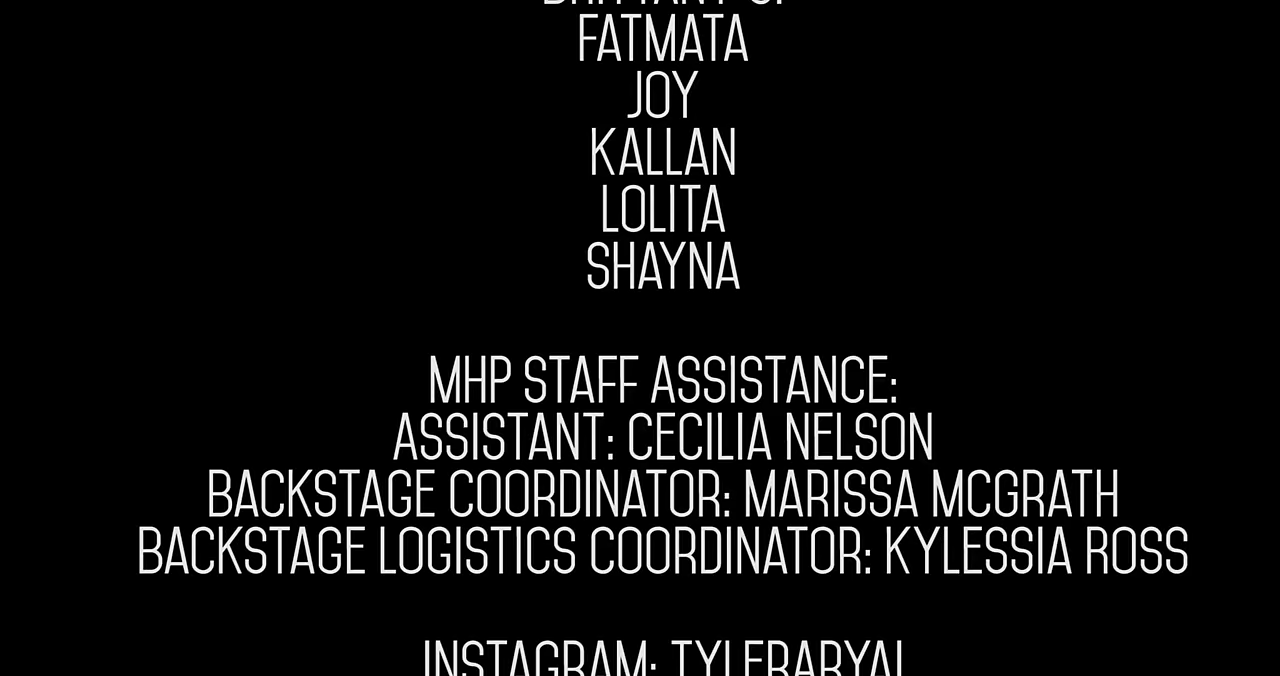 FATMATA
JOY
KALLAN
LOLITA
SHAYNA
MHP STAFF ASSISTANCE:
ASSISTANT: CECILIA NELSON
BACKSTAGE COORDINATOR: MARISSA MCGRATH
BACKSTAGE LOGISTICS COORDINATOR: KYLESSIA ROSS
INSTAGRAM: